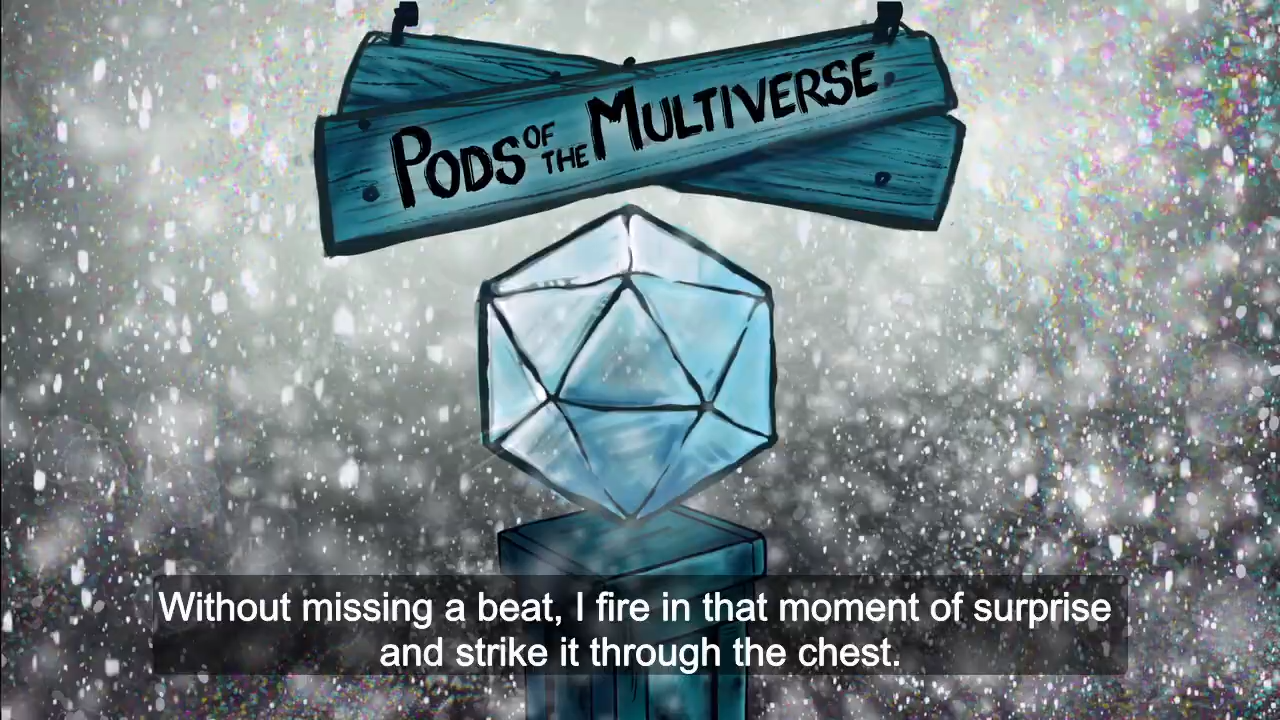 PODS OF THE MULTIVERSE
Without missing a beat, I fire in that moment of surprise
and strike it through the chest.